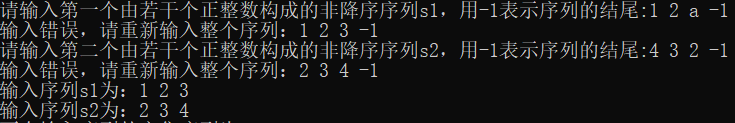 请输入第一个由若干个正整数构成的非降序序列s1，用-1表示序列的结尾:1 2 a -1
输入错误，请重新输入整个序列：1 2 3 -1
请输入第二个由若干个正整数构成的非降序序列s2，用-1表示序列的结尾:4 3 2 -1
输入错误，请重新输入整个序列：2 3 4 -1
输入序列s1为：1 2 3
输入序列s2为：2 3 4